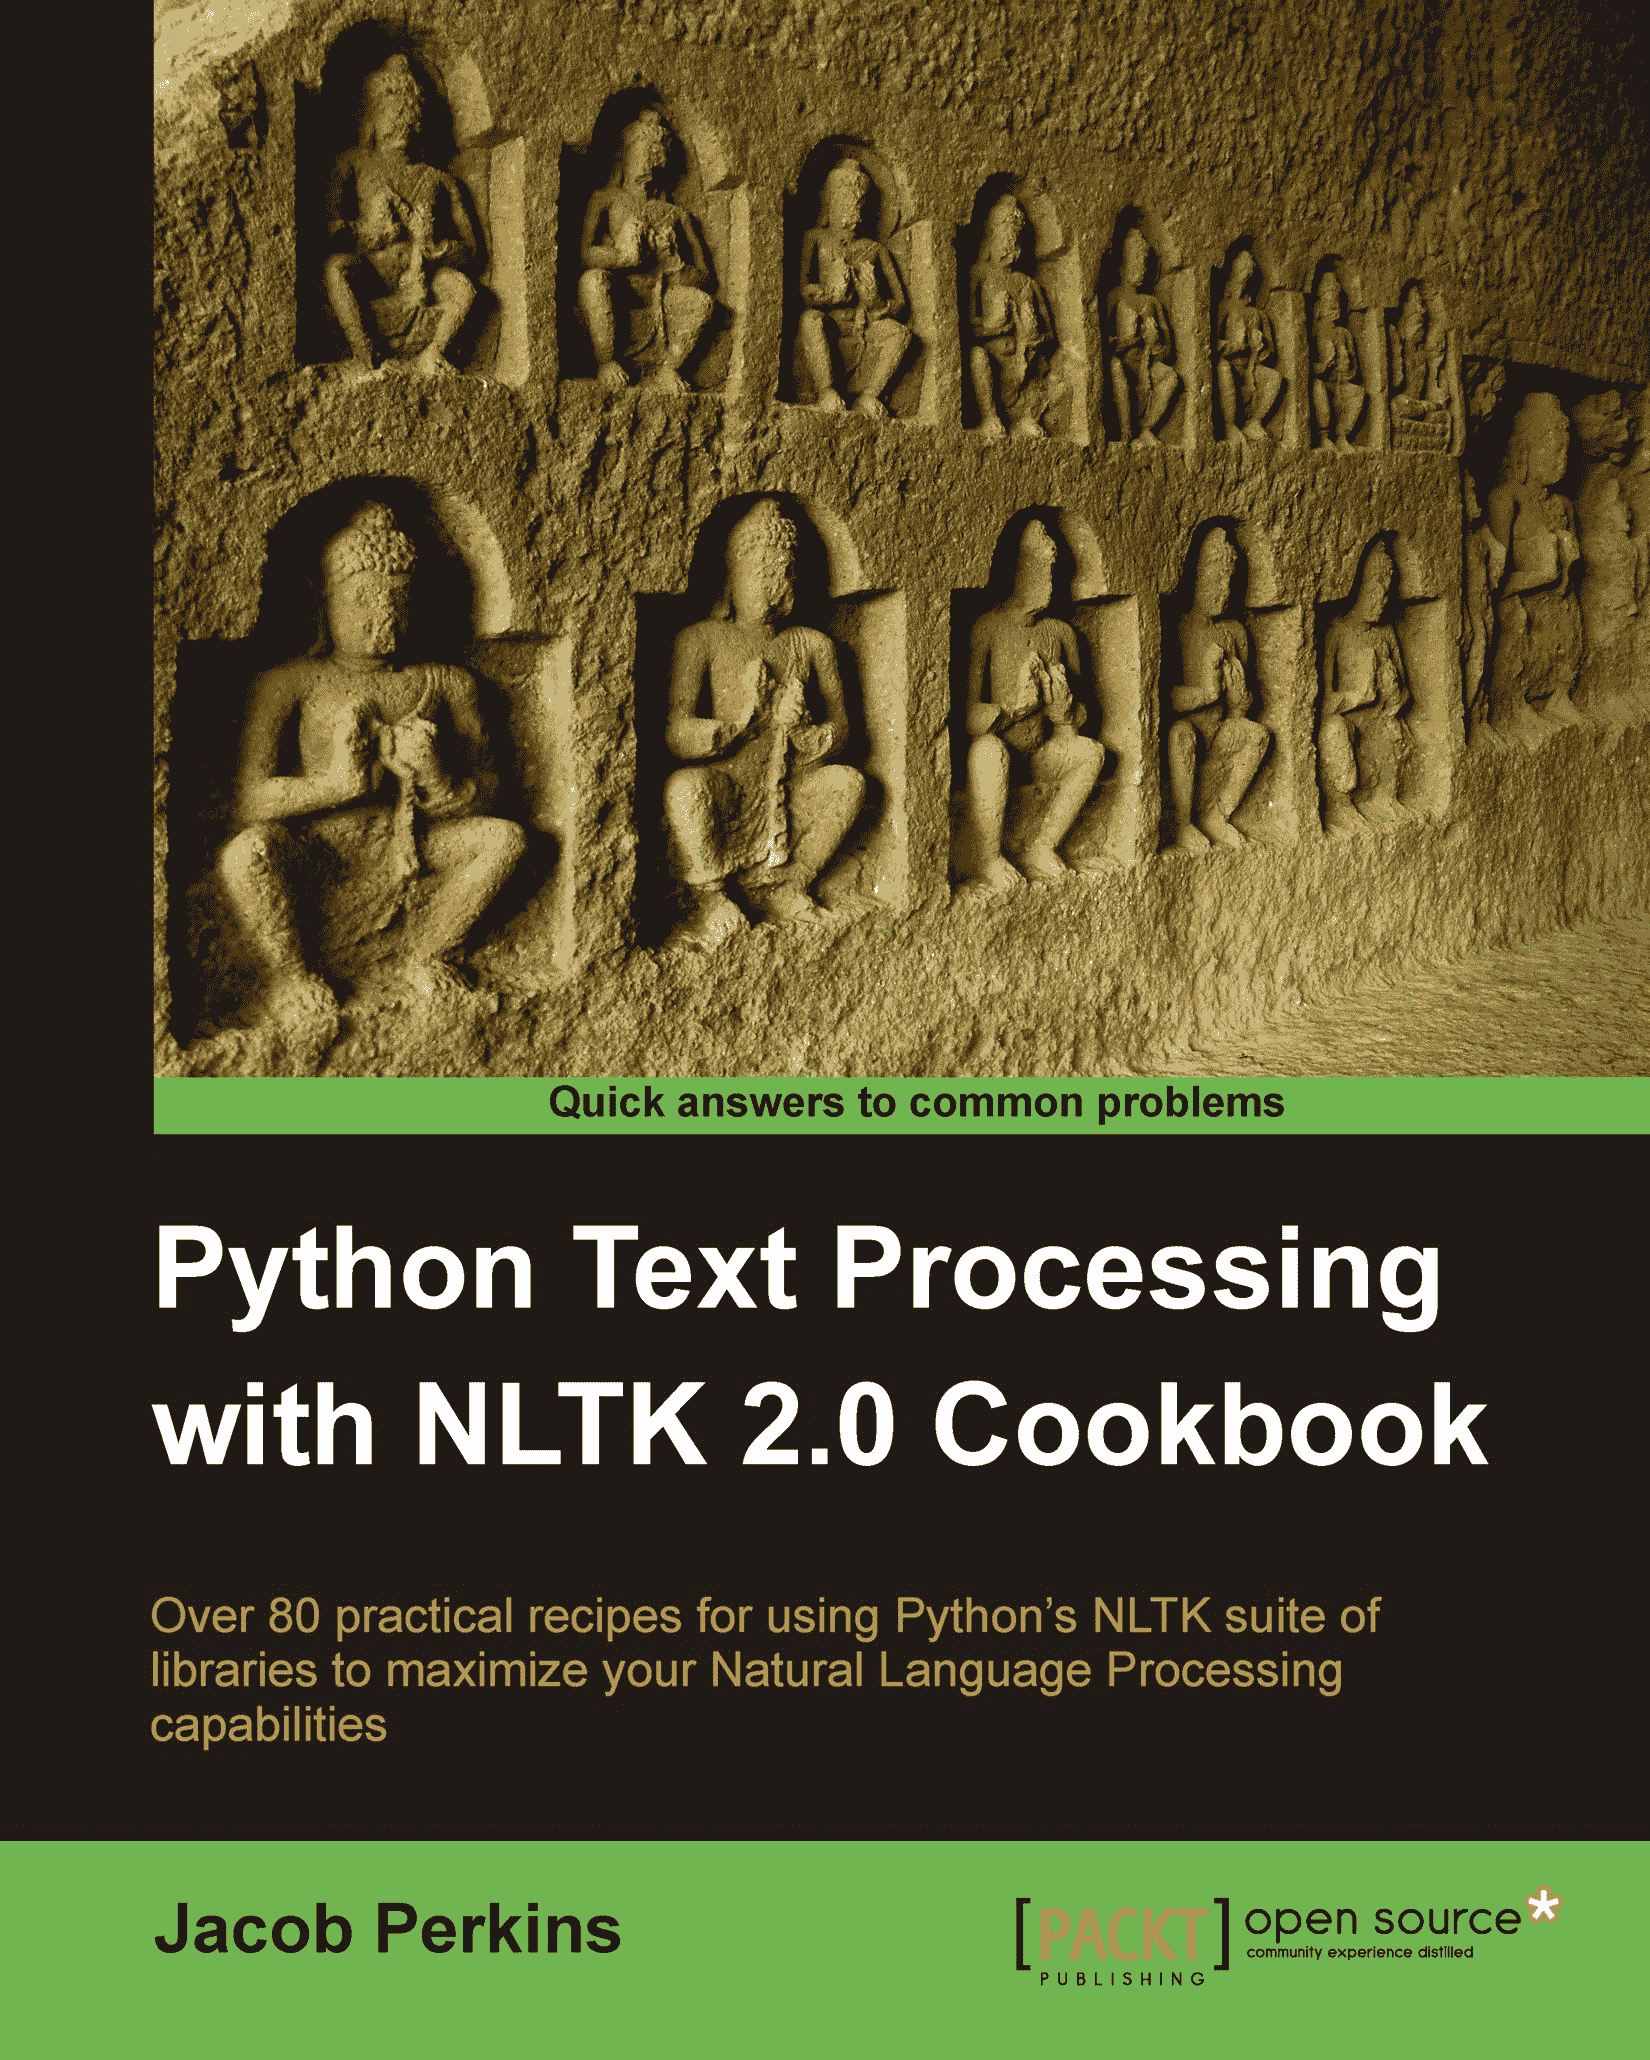 Quick answers to common problems
Python Text Processing
with NLTK 2.0 Cookbook
Over 80 practical recipes for using Python’s NLTK suite of
libraries to maximize your Natural Language Processing
capabilities
Jacob Perkins
[PACKT] open source*
community experience distilled
PUBLISHING